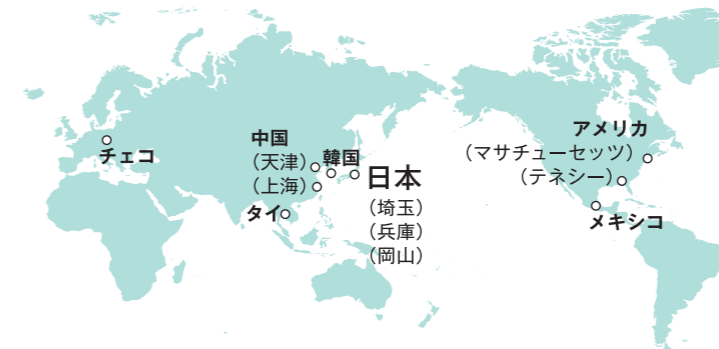 チェコ
中国
（天津）
（上海）
韓国
タイ
日本
（埼玉）
（兵庫）
（岡山）
アメリカ
（マサチューセッツ）
（テネシー）
メキシコ